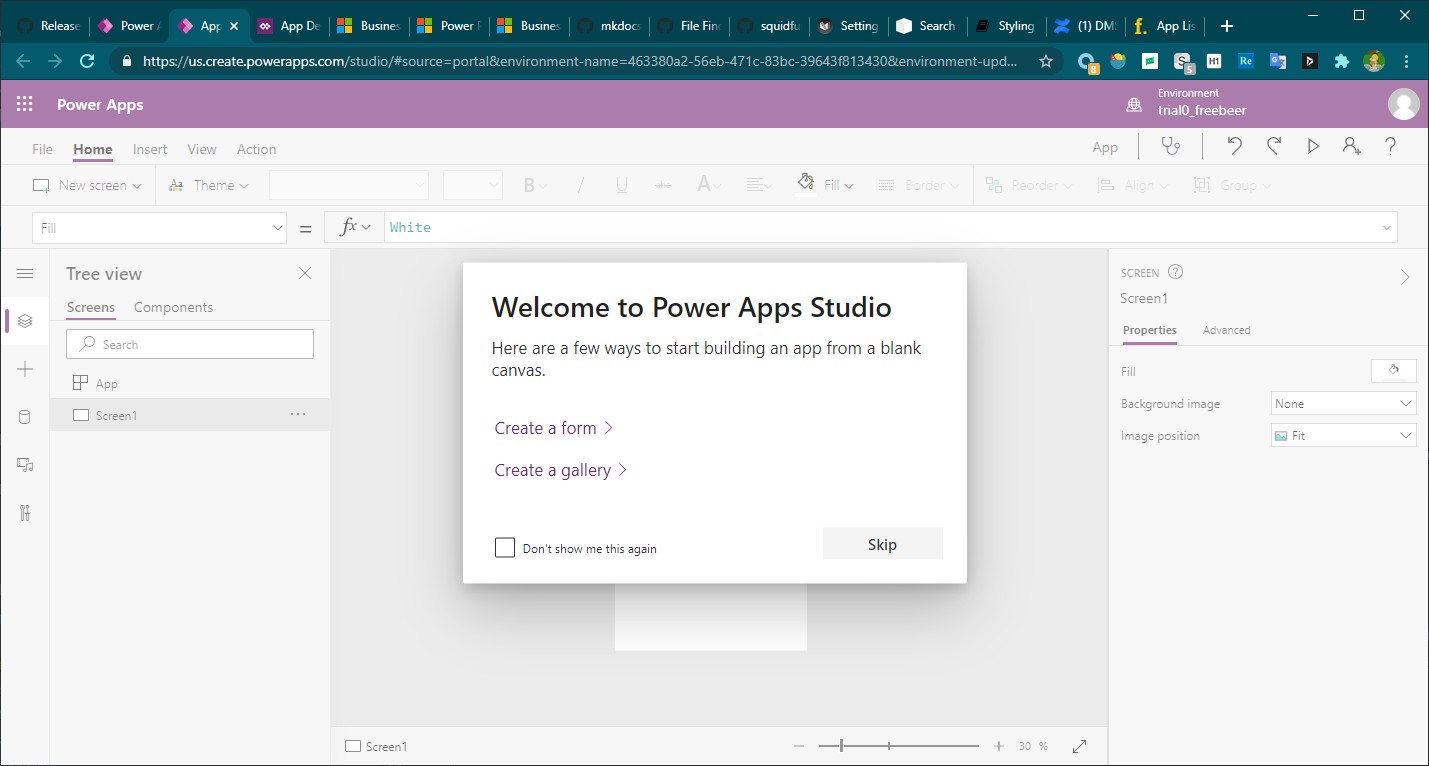 Release
Power A
App
App De
Busines
Power P
Busines
mkdocs
File Find
squidfu
Setting
Search
Styling
(1) DMS
App Lis
https://us.create.powerapps.com/studio/#source=portal&environment-name=463380a2-56eb-471c-83bc-39643f813430&environment-upd...
8
5
H1
Re
Power Apps
Environment
trial0_freebeer
File Home Insert View Action
App
New screen
Theme
B
/
U
abc
A
Fill
Border
Reorder
Align
Group
Fill
=
fx
White
Tree view
Screens Components
Search
App
Screen1
Welcome to Power Apps Studio
Here are a few ways to start building an app from a blank
canvas.
Create a form
Create a gallery
Don't show me this again
Skip
SCREEN
Screen1
Properties Advanced
Fill
Background image None
Image position Fit
Screen1
30 %